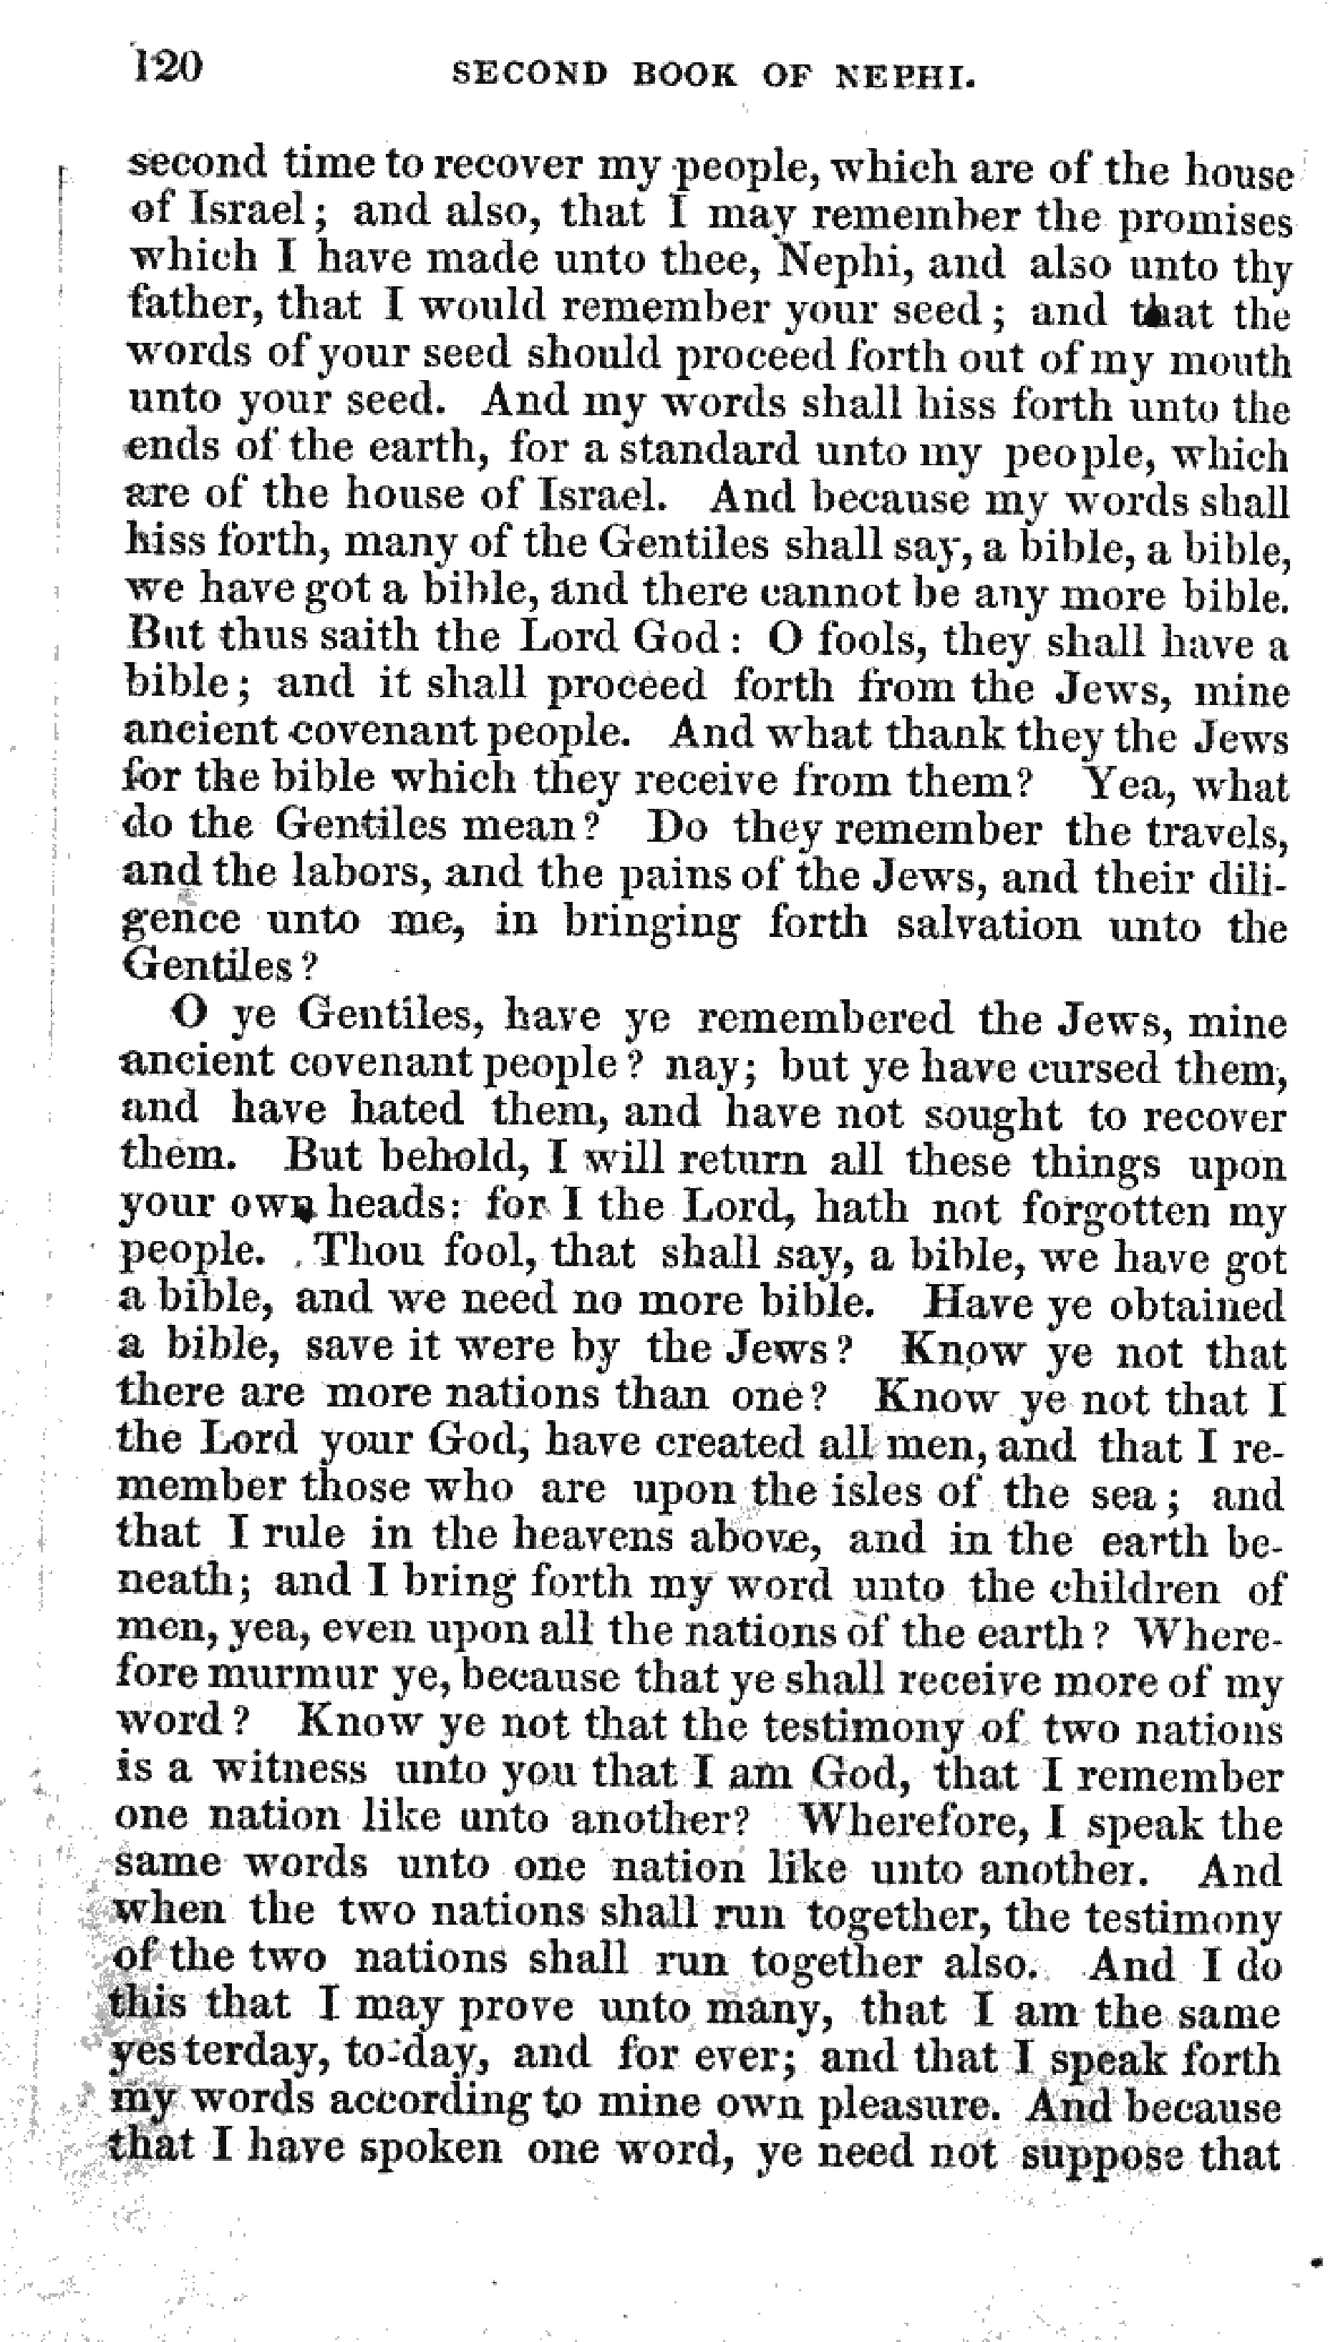 120 SECOND BOOK OF NEPHI.
second time to recover my people, which are of the house
of Israel; and also, that I may remember the promises
which I have made unto thee, Nephi, and also unto thy
father, that I would remember your seed; and that the
words of your seed should proceed forth out of my mouth
unto your seed. And my words shall hiss forth unto the
ends of the earth, for a standard unto my people, which
are of the house of Israel. And because my words shall
hiss forth, many of the Gentiles shall say, a bible, a bible,
we have got a bible, and there cannot be any more bible.
But thus saith the Lord God: O fools, they shall have a
bible; and it shall proceed forth from the Jews, mine
ancient covenant people. And what thank they the Jews
for the bible which they receive from them? Yea, what
do the Gentiles mean? Do they remember the travels,
and the labors, and the pains of the Jews, and their dili-
gence unto me, in bringing forth salvation unto the
Gentiles?
O ye Gentiles, have ye remembered the Jews, mine
ancient covenant people? nay; but ye have cursed them,
and have hated them, and have not sought to recover
them. But behold, I will return all these things upon
your own heads: for I the Lord, hath not forgotten my
people. Thou fool, that shall say, a bible, we have got
a bible, and we need no more bible. Have ye obtained
a bible, save it were by the Jews? Know ye not that
there are more nations than one? Know ye not that I
the Lord your God, have created all men, and that I re-
member those who are upon the isles of the sea; and
that I rule in the heavens above, and in the earth be-
neath; and I bring forth my word unto the children of
men, yea, even upon all the nations of the earth? Where-
fore murmur ye, because that ye shall receive more of my
word? Know ye not that the testimony of two nations
is a witness unto you that I am God, that I remember
one nation like unto another? Wherefore, I speak the
same words unto one nation like unto another. And
when the two nations shall run together, the testimony
of the two nations shall run together also. And I do
this that I may prove unto many, that I am the same
yesterday, to-day, and for ever; and that I speak forth
my words according to mine own pleasure. And because
that I have spoken one word, ye need not suppose that